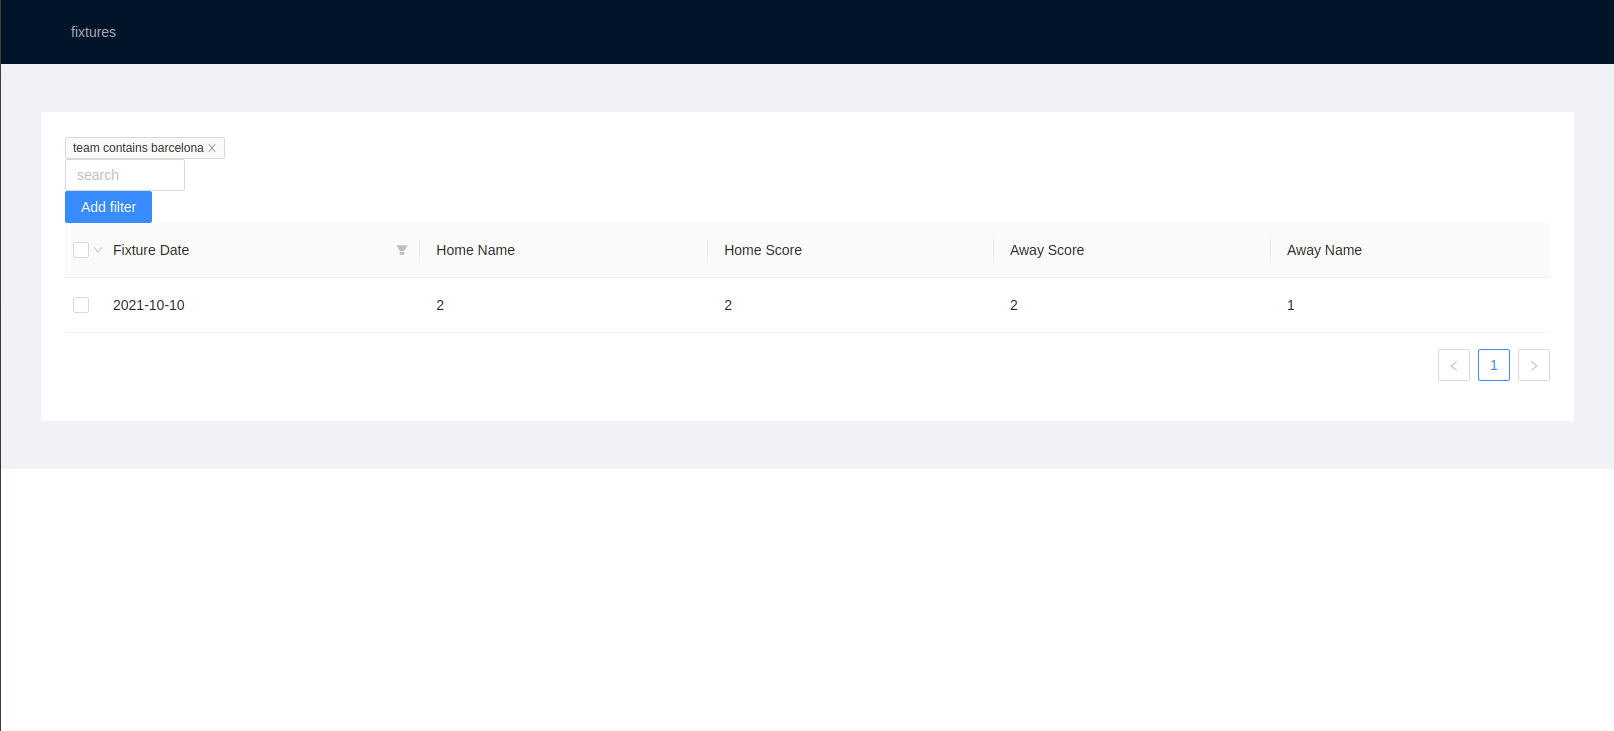 fixtures
team contains barcelona
search
Add filter
Fixture Date Home Name Home Score Away Score Away Name
2021-10-10 2 2 2 1
1